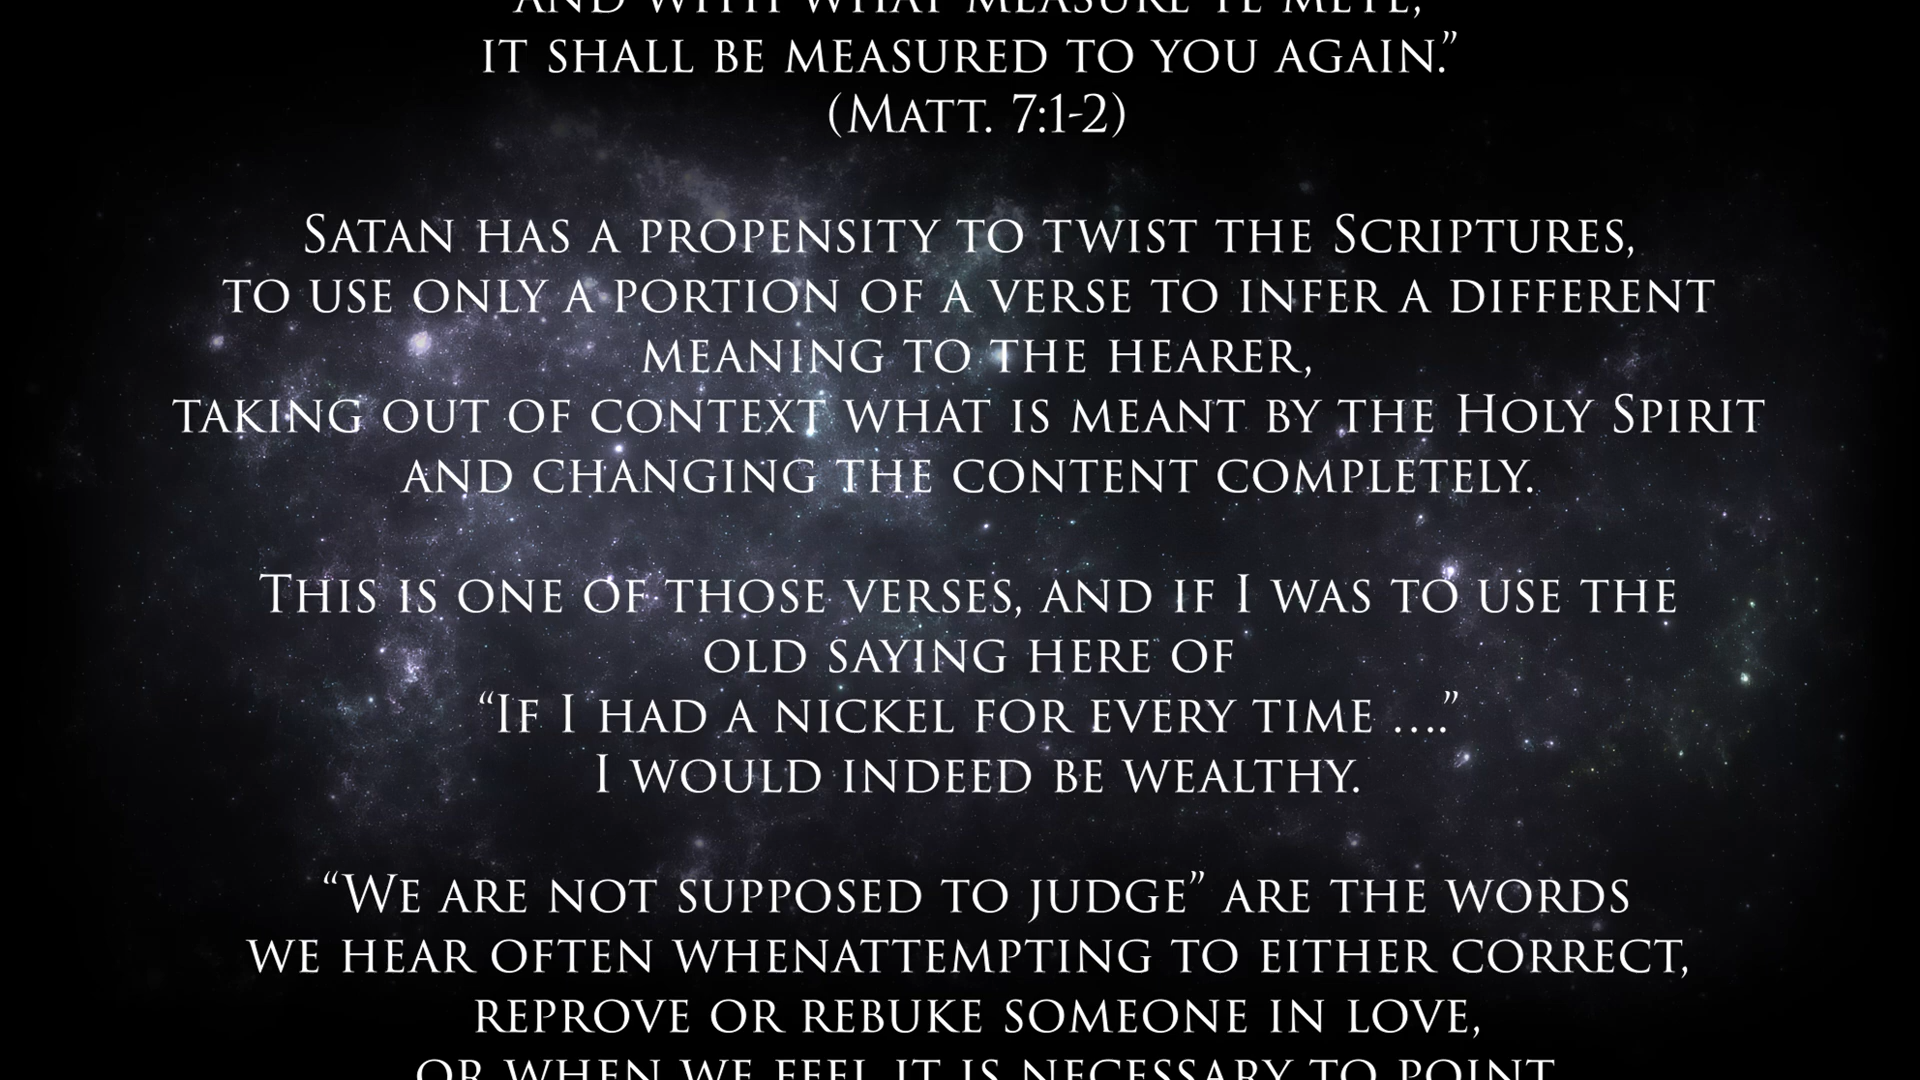 AND WITH WHAT MEASURE YE METE,
IT SHALL BE MEASURED TO YOU AGAIN.”
(MATT. 7:1-2)
SATAN HAS A PROPENSITY TO TWIST THE SCRIPTURES,
TO USE ONLY A PORTION OF A VERSE TO INFER A DIFFERENT
MEANING TO THE HEARER,
TAKING OUT OF CONTEXT WHAT IS MEANT BY THE HOLY SPIRIT
AND CHANGING THE CONTENT COMPLETELY.
THIS IS ONE OF THOSE VERSES, AND IF I WAS TO USE THE
OLD SAYING HERE OF
“IF I HAD A NICKEL FOR EVERY TIME ....”
I WOULD INDEED BE WEALTHY.
“WE ARE NOT SUPPOSED TO JUDGE” ARE THE WORDS
WE HEAR OFTEN WHENATTEMPTING TO EITHER CORRECT,
REPROVE OR REBUKE SOMEONE IN LOVE,
OR WHEN WE FEEL IT IS NECESSARY TO POINT